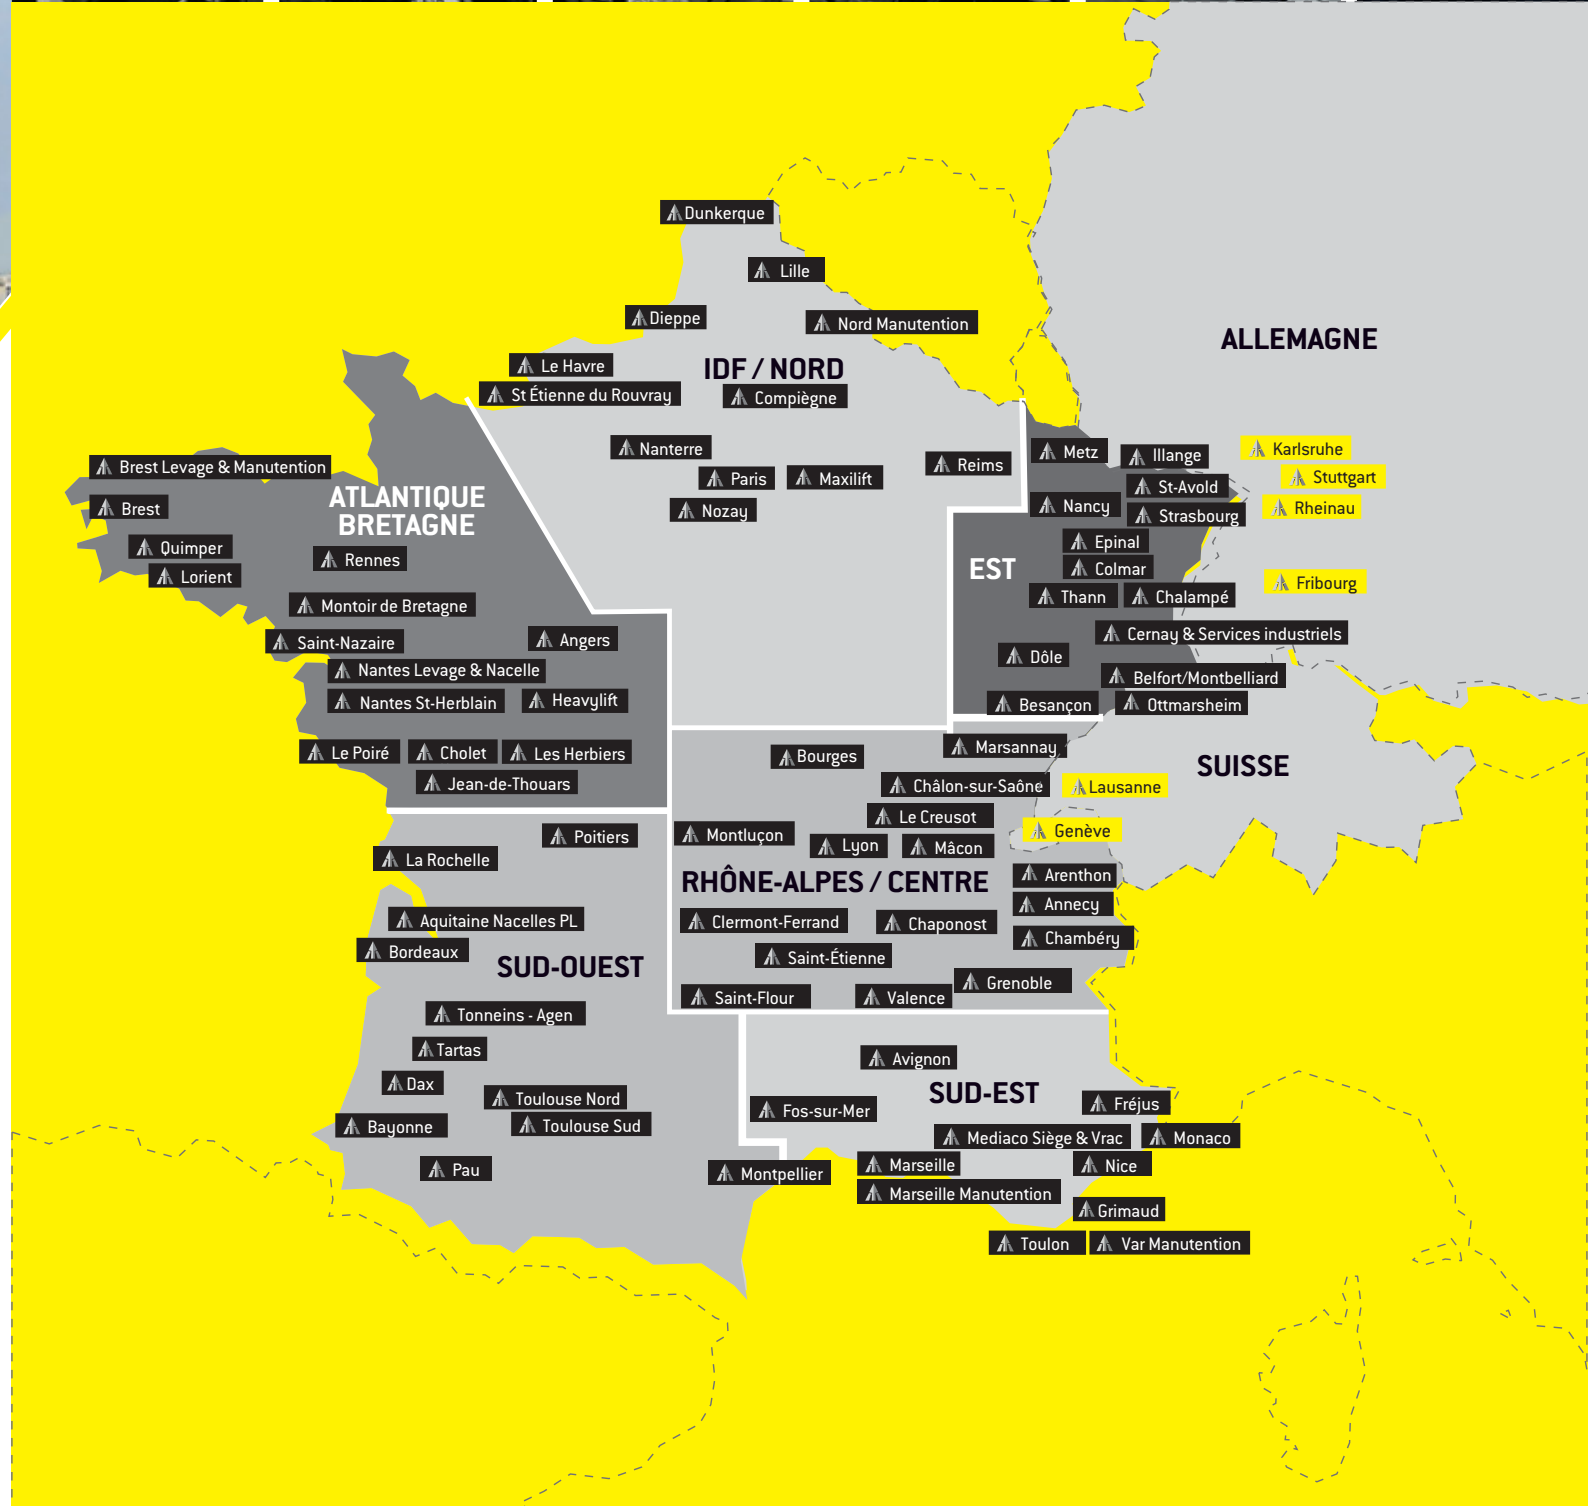 Dunkerque
Lille
Dieppe
Nord Manutention
ALLEMAGNE
Le Havre
IDF / NORD
St Étienne du Rouvray
Compiègne
Nanterre
Paris
Maxilift
Reims
Nozay
Metz
Illange
Karlsruhe
St-Avold
Stuttgart
Nancy
Strasbourg
Rheinau
Epinal
EST
Colmar
Fribourg
Thann
Chalampé
Cernay & Services industriels
Dôle
Belfort/Montbelliard
Besançon
Ottmarsheim
Brest Levage & Manutention
ATLANTIQUE
BRETAGNE
Brest
Quimper
Rennes
Lorient
Montoir de Bretagne
Saint-Nazaire
Angers
Nantes Levage & Nacelle
Nantes St-Herblain
Heavylift
Le Poiré
Cholet
Les Herbiers
Jean-de-Thouars
Marsannay
Bourges
SUISSE
Châlon-sur-Saône
Lausanne
Le Creusot
Genève
Montluçon
Lyon
Mâcon
RHÔNE-ALPES / CENTRE
Arenthon
Annecy
Clermont-Ferrand
Chaponost
Chambéry
Saint-Étienne
Grenoble
Saint-Flour
Valence
Poitiers
La Rochelle
Aquitaine Nacelles PL
Bordeaux
SUD-OUEST
Tonneins - Agen
Tartas
Dax
Toulouse Nord
Bayonne
Toulouse Sud
Pau
Montpellier
Avignon
SUD-EST
Fos-sur-Mer
Fréjus
Mediaco Siège & Vrac
Monaco
Marseille
Nice
Marseille Manutention
Grimaud
Toulon
Var Manutention